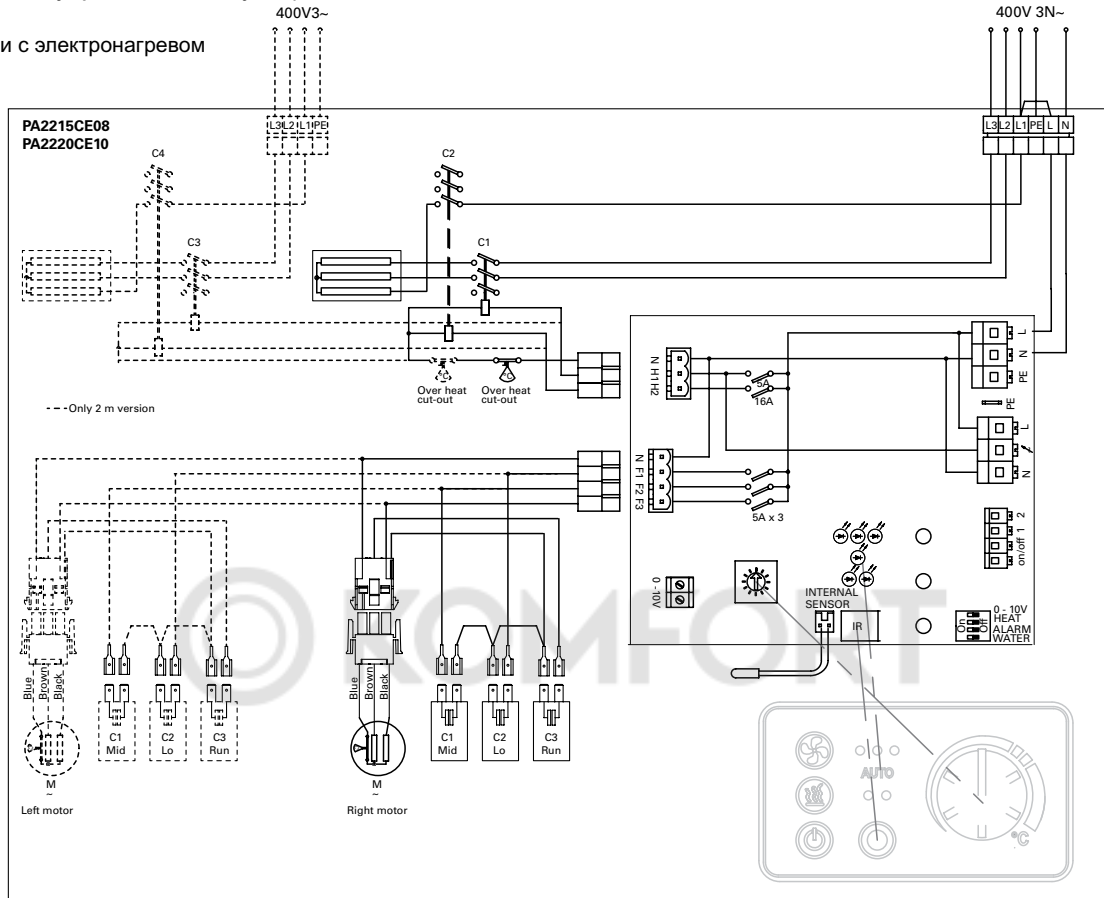 400V3~
400V 3N~
и с электронагревом
PA2215CE08
PA2220CE10
L3 L2 L1 PE
L3 L2 L1 PE L N
C4
C2
C3
C1
°C
°C
Over heat
cut-out
Over heat
cut-out
---Only 2 m version
N H1 H2
5A
16A
L
N
PE
PE
L
N
N F1 F2 F3
5A x 3
on/off 1 2
0 - 10V
INTERNAL
SENSOR
IR
On
Off
0 - 10V
HEAT
ALARM
WATER
KOMFORT
Blue
Brown
Black
C1
Mid
C2
Lo
C3
Run
M
~
Left motor
Blue
Brown
Black
C1
Mid
C2
Lo
C3
Run
M
~
Right motor
AUTO
°C